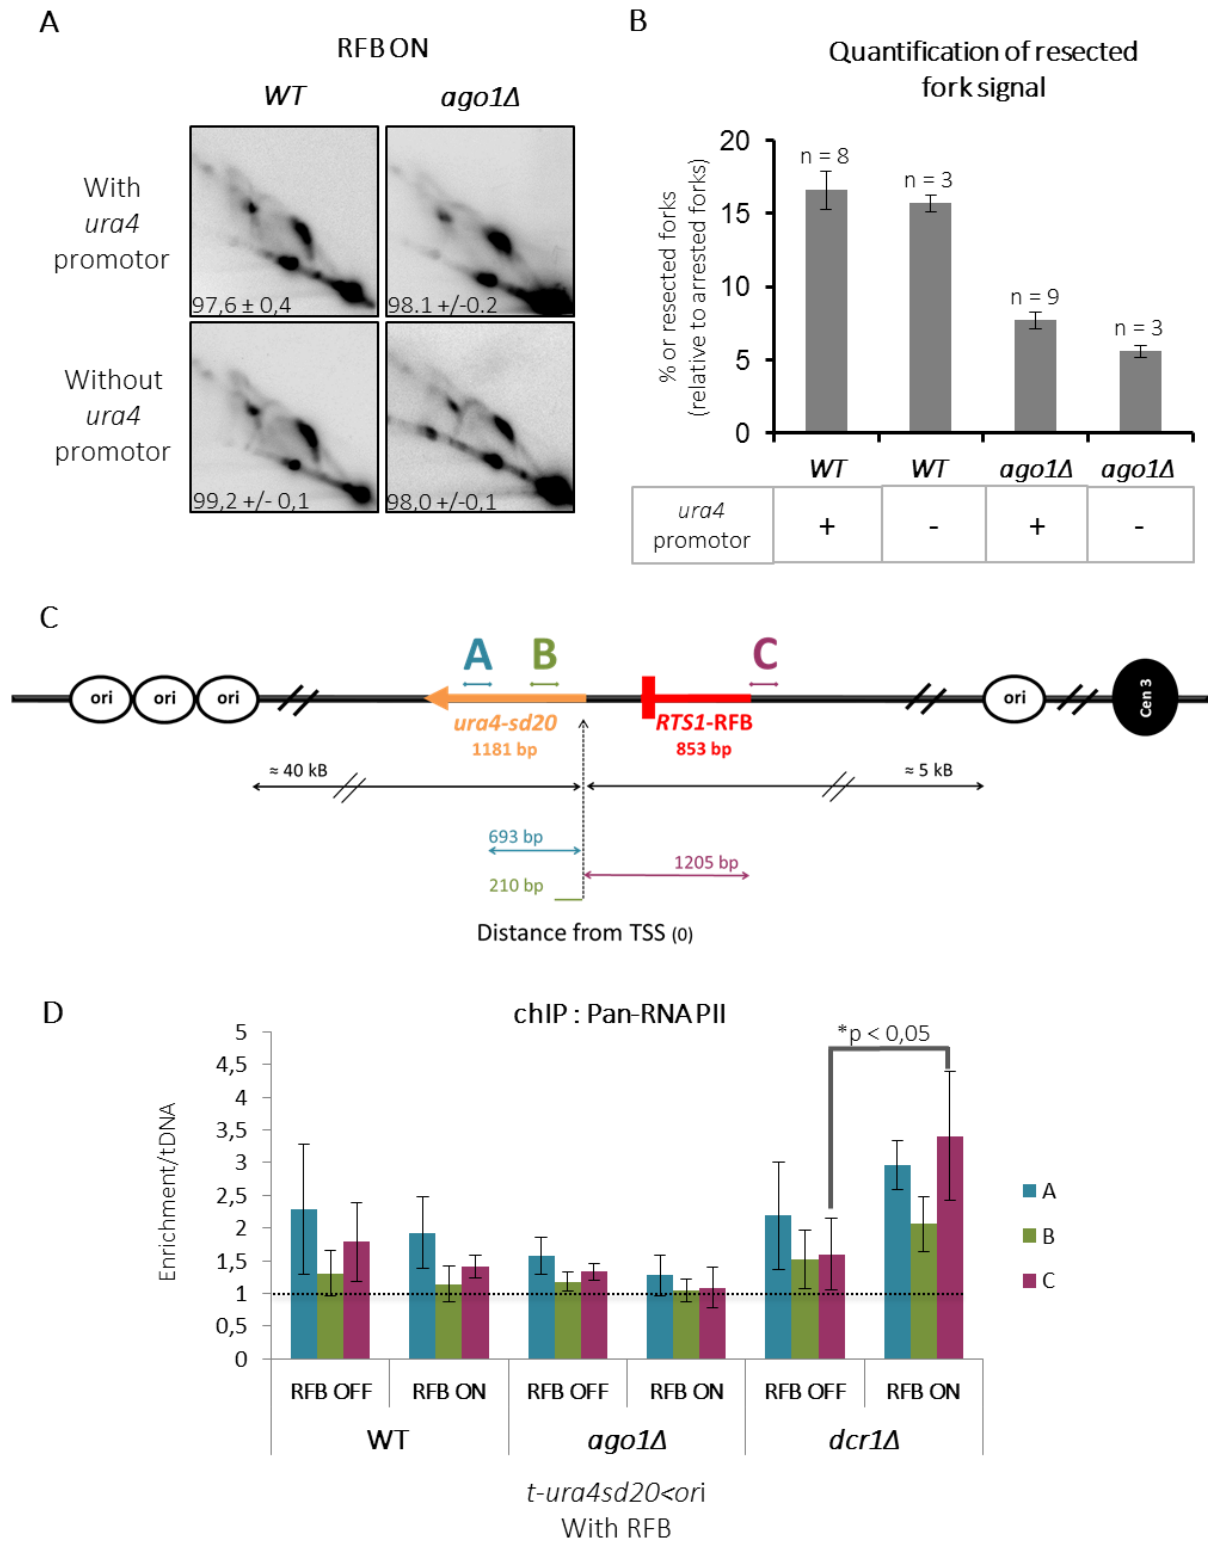 A
RFB ON
WT
ago1Δ
With
ura4
promotor
97,6 ± 0,4
98.1 +/-0.2
Without
ura4
promotor
99,2 +/- 0,1
98,0 +/-0,1
B
Quantification of resected
fork signal
% or resected forks
(relative to arrested forks)
20
15
10
5
0
n = 8
n = 3
n = 9
n = 3
WT
WT
ago1Δ
ago1Δ
ura4
promotor
+
-
+
-
C
A
B
C
ori
ori
ori
ori
Cen 3
ura4-sd20
1181 bp
RTS1-RFB
853 bp
≈ 40 kB
≈ 5 kB
693 bp
1205 bp
210 bp
Distance from TSS (0)
D
chIP : Pan-RNAPII
*p < 0,05
Enrichment/tDNA
5
4,5
4
3,5
3
2,5
2
1,5
1
0,5
0
A
B
C
RFB OFF
RFB ON
RFB OFF
RFB ON
RFB OFF
RFB ON
WT
ago1Δ
dcr1Δ
t-ura4sd20<ori
With RFB